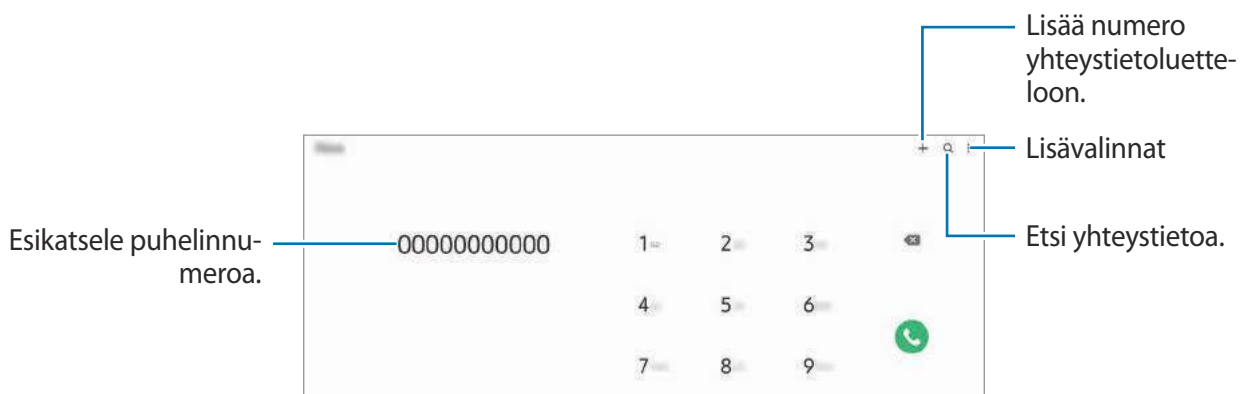 Lisää numero
yhteystietoluette-
loon.
+
Lisävalinnat
Esikatsele puhelinnu-
meroa.
00000000000
1 2 3
Etsi yhteystietoa.
4 5 6
7 8 9